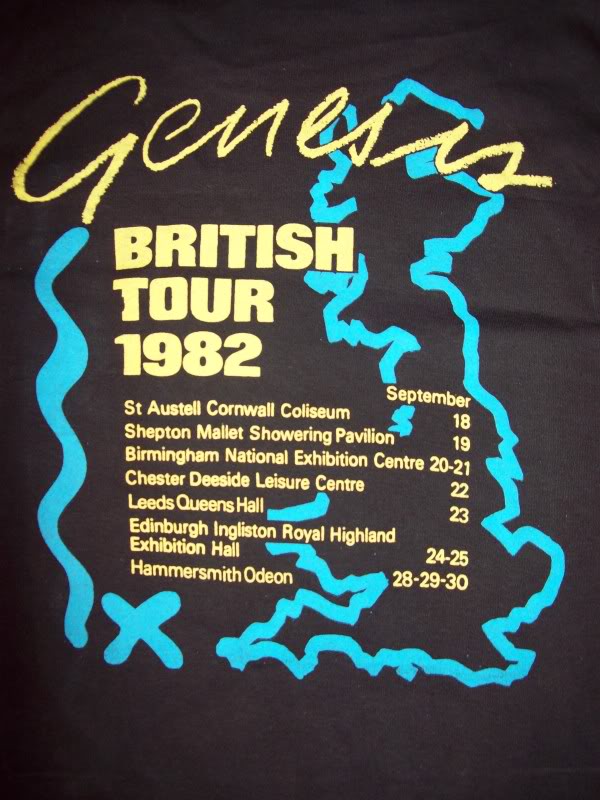 Genesis
BRITISH
TOUR
1982
September
St Austell Cornwall Coliseum 18
Shepton Mallet Showering Pavilion 19
Birmingham National Exhibition Centre 20-21
Chester Deeside Leisure Centre 22
Leeds Queens Hall 23
Edinburgh Ingliston Royal Highland
Exhibition Hall 24-25
Hammersmith Odeon 28-29-30